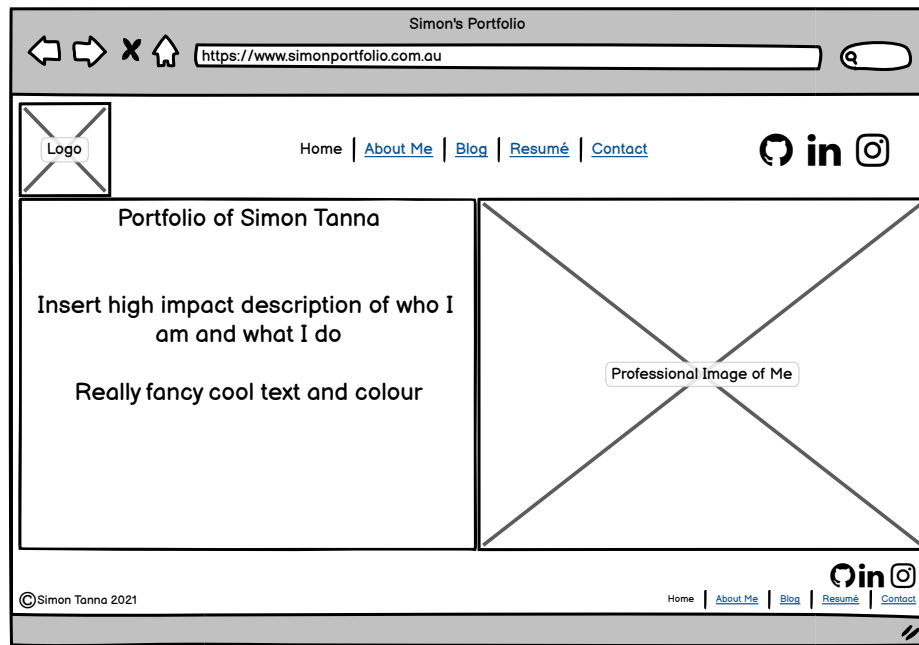 Simon's Portfolio
https://www.simonportfolio.com.au
Logo
Home | About Me | Blog | Resumé | Contact
in
Portfolio of Simon Tanna
Insert high impact description of who I
am and what I do
Really fancy cool text and colour
Professional Image of Me
in
©Simon Tanna 2021
Home | About Me | Blog | Resumé | Contact